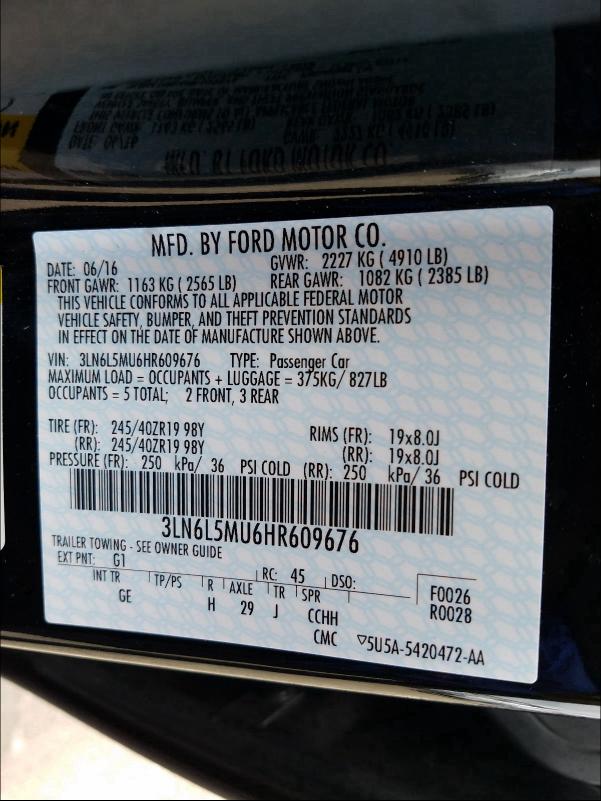 MFD. BY FORD MOTOR CO.
DATE: 06/16 GVWR: 2227 KG ( 4910 LB)
FRONT GAWR: 1163 KG ( 2565 LB) REAR GAWR: 1082 KG ( 2385 LB)
THIS VEHICLE CONFORMS TO ALL APPLICABLE FEDERAL MOTOR
VEHICLE SAFETY, BUMPER, AND THEFT PREVENTION STANDARDS
IN EFFECT ON THE DATE OF MANUFACTURE SHOWN ABOVE.
VIN: 3LN6L5MU6HR609676 TYPE: Passenger Car
MAXIMUM LOAD = OCCUPANTS + LUGGAGE = 375KG/ 827LB
OCCUPANTS = 5 TOTAL; 2 FRONT, 3 REAR
TIRE (FR): 245/40ZR19 98Y RIMS (FR): 19x8.0J
(RR): 245/40ZR19 98Y (RR): 19x8.0J
PRESSURE (FR): 250 kPa/ 36 PSI COLD (RR): 250 kPa/ 36 PSI COLD
3LN6L5MU6HR609676
TRAILER TOWING - SEE OWNER GUIDE
EXT PNT: G1 RC: 45 DSO:
INT TR TP/PS R AXLE TR SPR F0026
GE H 29 J CCHH R0028
CMC ▽5U5A-5420472-AA